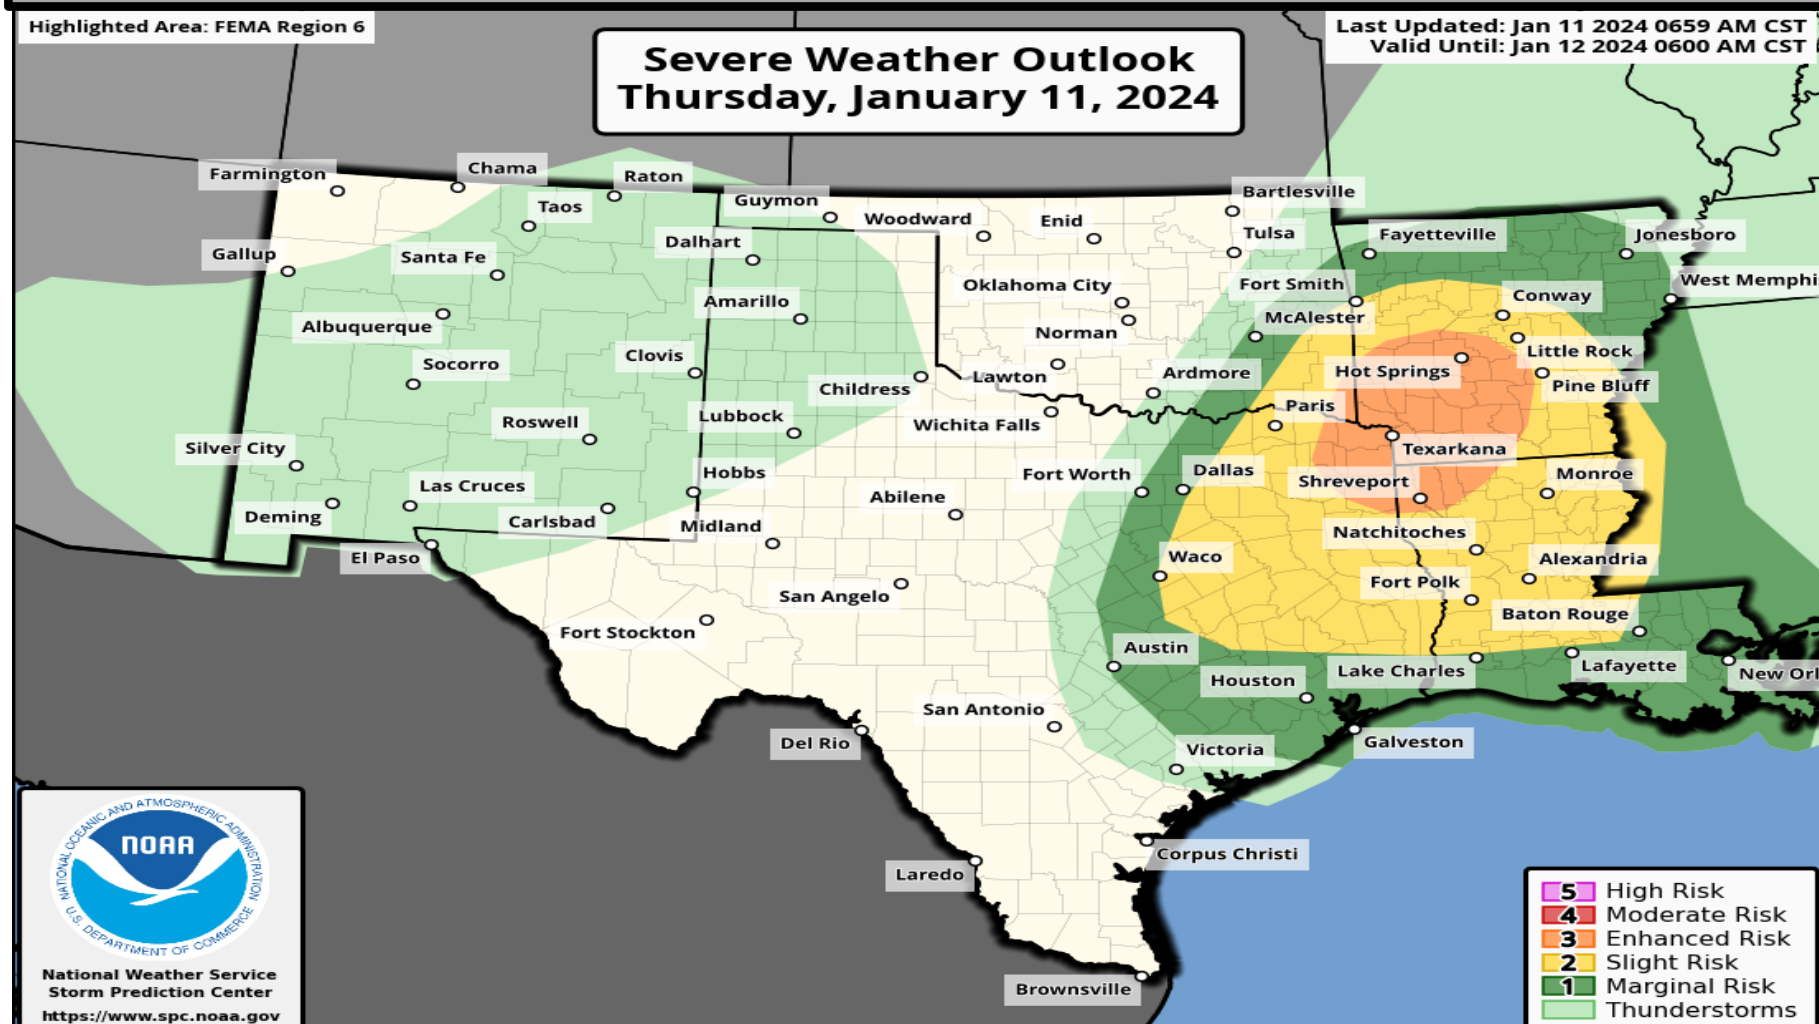 Highlighted Area: FEMA Region 6
Severe Weather Outlook
Thursday, January 11, 2024
Last Updated: Jan 11 2024 0659 AM CST
Valid Until: Jan 12 2024 0600 AM CST
Farmington
Chama
Raton
Taos
Guymon
Woodward
Enid
Bartlesville
Gallup
Santa Fe
Dalhart
Tulsa
Fayetteville
Jonesboro
Albuquerque
Amarillo
Oklahoma City
Fort Smith
Conway
West Memphi
Norman
McAlester
Socorro
Clovis
Childress
Lawton
Ardmore
Hot Springs
Little Rock
Pine Bluff
Roswell
Lubbock
Wichita Falls
Paris
Silver City
Texarkana
Las Cruces
Hobbs
Fort Worth
Dallas
Shreveport
Monroe
Deming
Carlsbad
Midland
Abilene
Natchitoches
El Paso
Waco
Alexandria
San Angelo
Fort Polk
Fort Stockton
Baton Rouge
Austin
Houston
Lake Charles
Lafayette
New Orl
San Antonio
Del Rio
Victoria
Galveston
Laredo
Corpus Christi
Brownsville
NATIONAL OCEANIC AND ATMOSPHERIC ADMINISTRATION
NOAA
U.S. DEPARTMENT OF COMMERCE
National Weather Service
Storm Prediction Center
https://www.spc.noaa.gov
5 High Risk
4 Moderate Risk
3 Enhanced Risk
2 Slight Risk
1 Marginal Risk
Thunderstorms